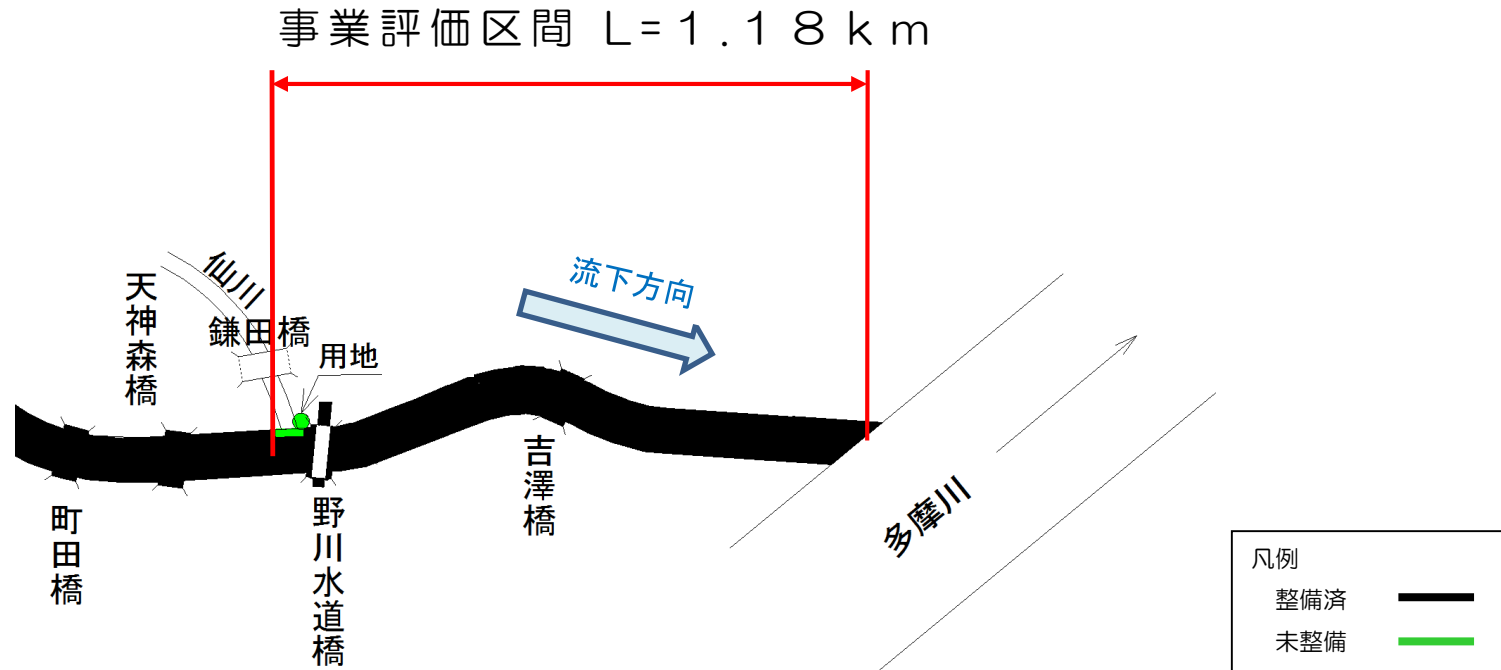 事業評価区間 L=1.18km
流下方向
仙川
天神森橋
鎌田橋
用地
吉澤橋
町田橋
野川水道橋
多摩川
凡例
整備済
未整備